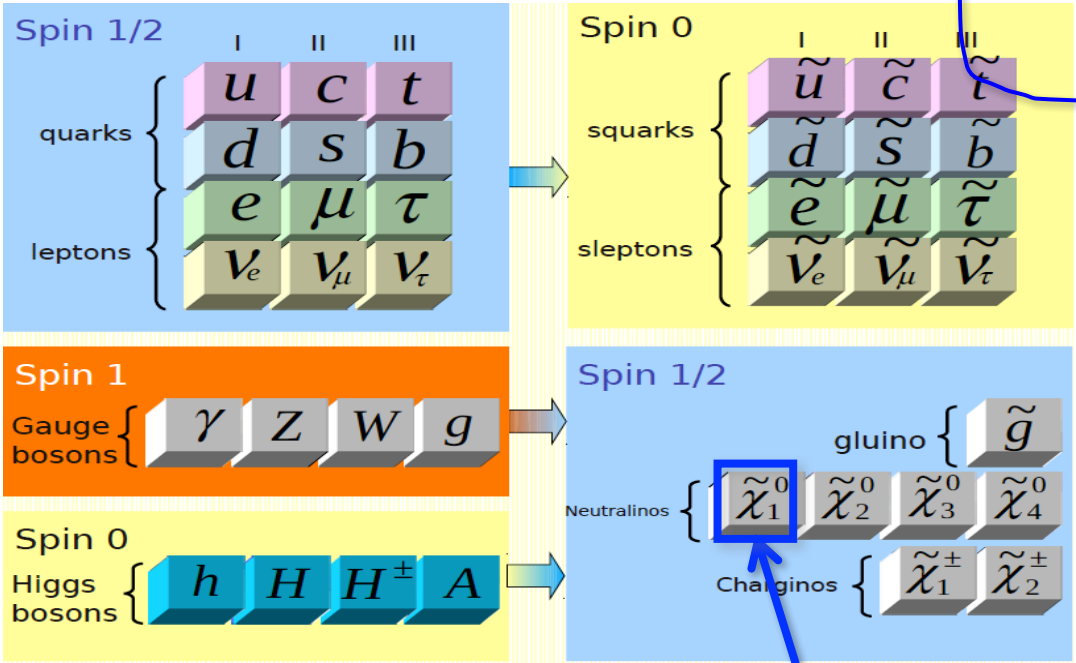 Spin 1/2
I II III
quarks
u c t
d s b
leptons
e μ τ
νe νμ ντ
Spin 0
I II III
squarks
ũ c̃ t̃
d̃ s̃ b̃
sleptons
ẽ μ̃ τ̃
ν̃e ν̃μ ν̃τ
Spin 1
Gauge
bosons
γ Z W g
Spin 0
Higgs
bosons
h H H± A
Spin 1/2
gluino
g̃
Neutralinos
χ̃⁰₁ χ̃⁰₂ χ̃⁰₃ χ̃⁰₄
Charginos
χ̃±₁ χ̃±₂